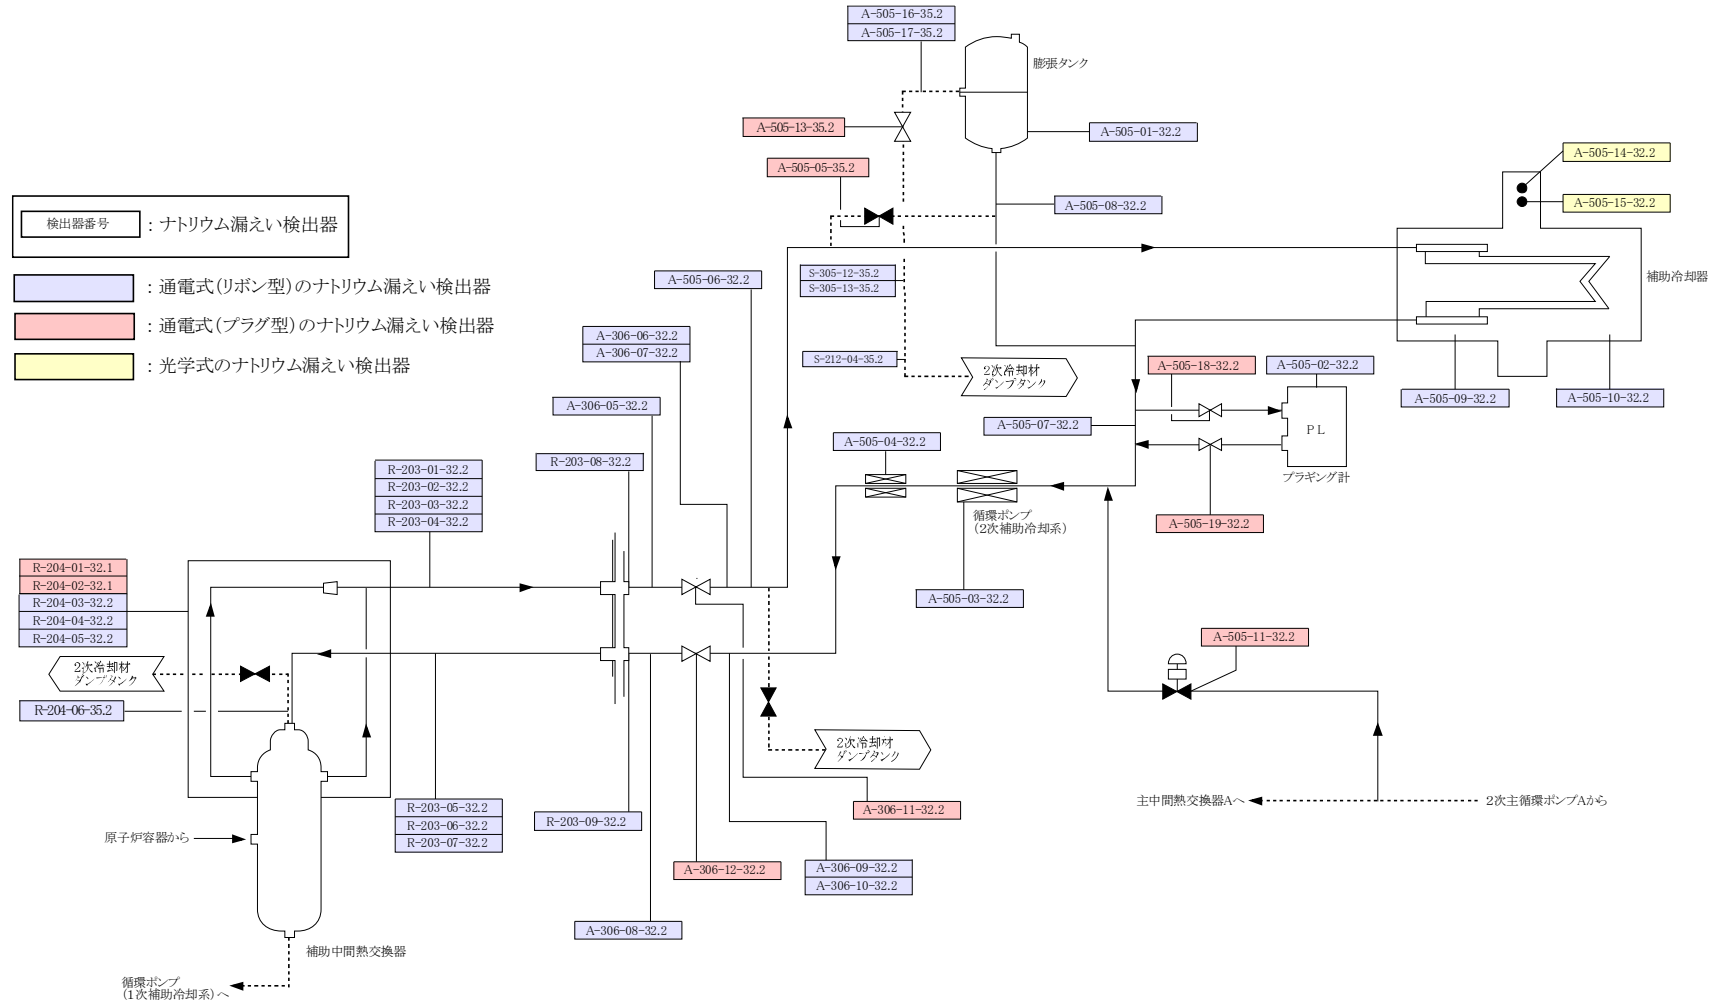 A-505-16-35.2
A-505-17-35.2
膨張タンク
A-505-13-35.2
A-505-01-32.2
A-505-05-35.2
A-505-14-32.2
A-505-15-32.2
A-505-08-32.2
検出器番号
：ナトリウム漏えい検出器
：通電式（リボン型）のナトリウム漏えい検出器
：通電式（プラグ型）のナトリウム漏えい検出器
：光学式のナトリウム漏えい検出器
A-505-06-32.2
S-305-12-35.2
S-305-13-35.2
補助冷却器
A-306-06-32.2
A-306-07-32.2
S-212-04-35.2
2次冷却材
ダンプタンク
A-505-18-32.2
A-505-02-32.2
A-306-05-32.2
A-505-09-32.2
A-505-10-32.2
A-505-07-32.2
PL
A-505-04-32.2
プラギング計
R-203-08-32.2
R-203-01-32.2
R-203-02-32.2
R-203-03-32.2
R-203-04-32.2
循環ポンプ
（2次補助冷却系）
A-505-19-32.2
R-204-01-32.1
R-204-02-32.1
R-204-03-32.2
R-204-04-32.2
R-204-05-32.2
A-505-03-32.2
A-505-11-32.2
2次冷却材
ダンプタンク
R-204-06-35.2
2次冷却材
ダンプタンク
主中間熱交換器Aへ
2次主循環ポンプAから
R-203-05-32.2
R-203-06-32.2
R-203-07-32.2
R-203-09-32.2
A-306-11-32.2
原子炉容器から
A-306-12-32.2
A-306-09-32.2
A-306-10-32.2
A-306-08-32.2
補助中間熱交換器
循環ポンプ
（1次補助冷却系）へ